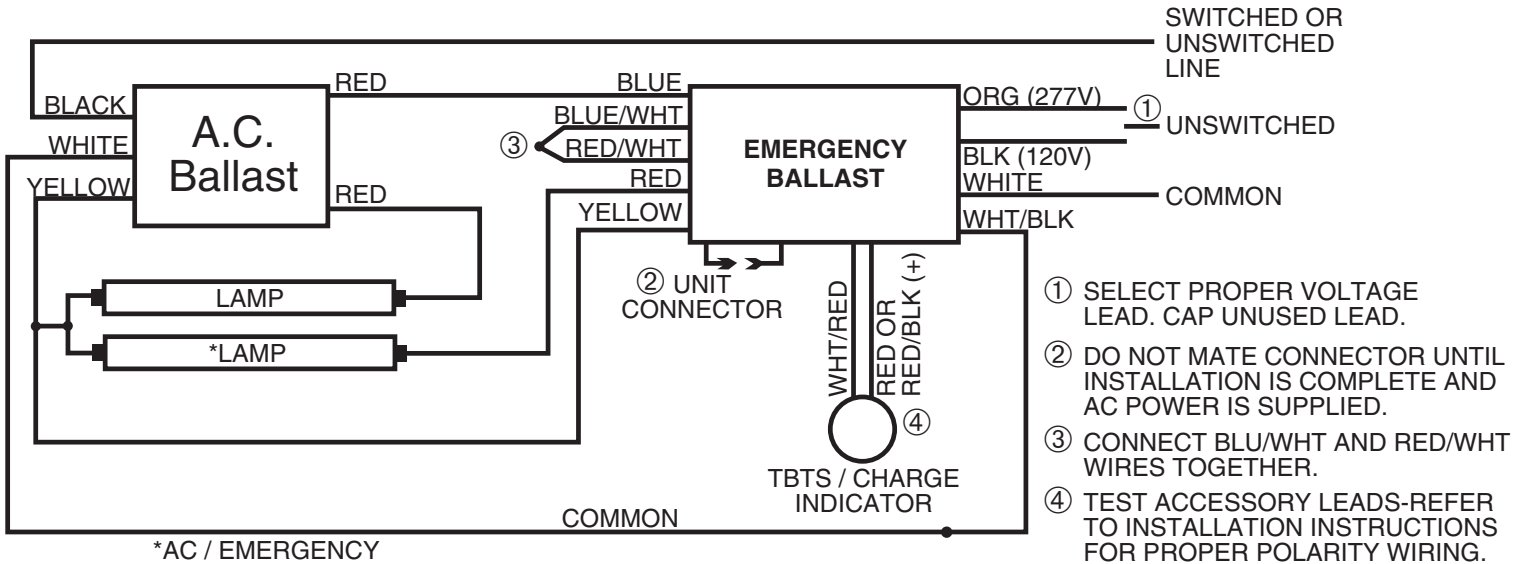 SWITCHED OR
UNSWITCHED
LINE
BLACK
WHITE
YELLOW
A.C.
Ballast
RED
RED
BLUE
BLUE/WHT
③
RED/WHT
RED
YELLOW
EMERGENCY
BALLAST
ORG (277V)
①
UNSWITCHED
BLK (120V)
WHITE
COMMON
WHT/BLK
② UNIT
CONNECTOR
WHT/RED
RED OR
RED/BLK (+)
④
TBTS / CHARGE
INDICATOR
LAMP
*LAMP
COMMON
*AC / EMERGENCY
① SELECT PROPER VOLTAGE
LEAD. CAP UNUSED LEAD.
② DO NOT MATE CONNECTOR UNTIL
INSTALLATION IS COMPLETE AND
AC POWER IS SUPPLIED.
③ CONNECT BLU/WHT AND RED/WHT
WIRES TOGETHER.
④ TEST ACCESSORY LEADS-REFER
TO INSTALLATION INSTRUCTIONS
FOR PROPER POLARITY WIRING.